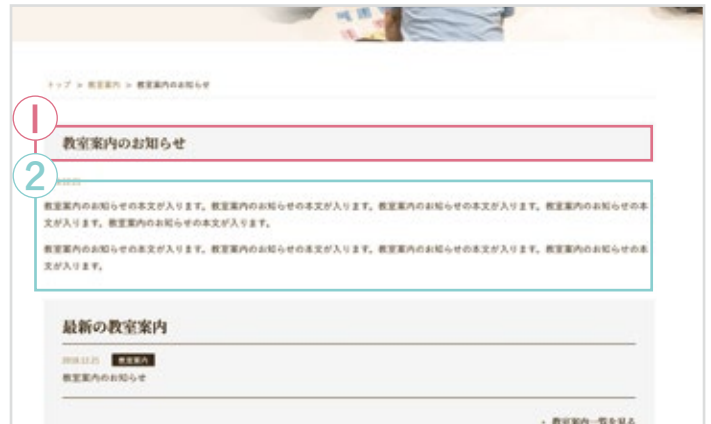 トップ > 教室案内 > 教室案内のお知らせ
1
教室案内のお知らせ
2
教室案内のお知らせの本文が入ります。教室案内のお知らせの本文が入ります。教室案内のお知らせの本文が入ります。教室案内のお知らせの本
文が入ります。教室案内のお知らせの本文が入ります。
教室案内のお知らせの本文が入ります。教室案内のお知らせの本文が入ります。教室案内のお知らせの本文が入ります。教室案内のお知らせの本
文が入ります。
最新の教室案内
2018.12.21 教室案内
教室案内のお知らせ
教室案内一覧を見る